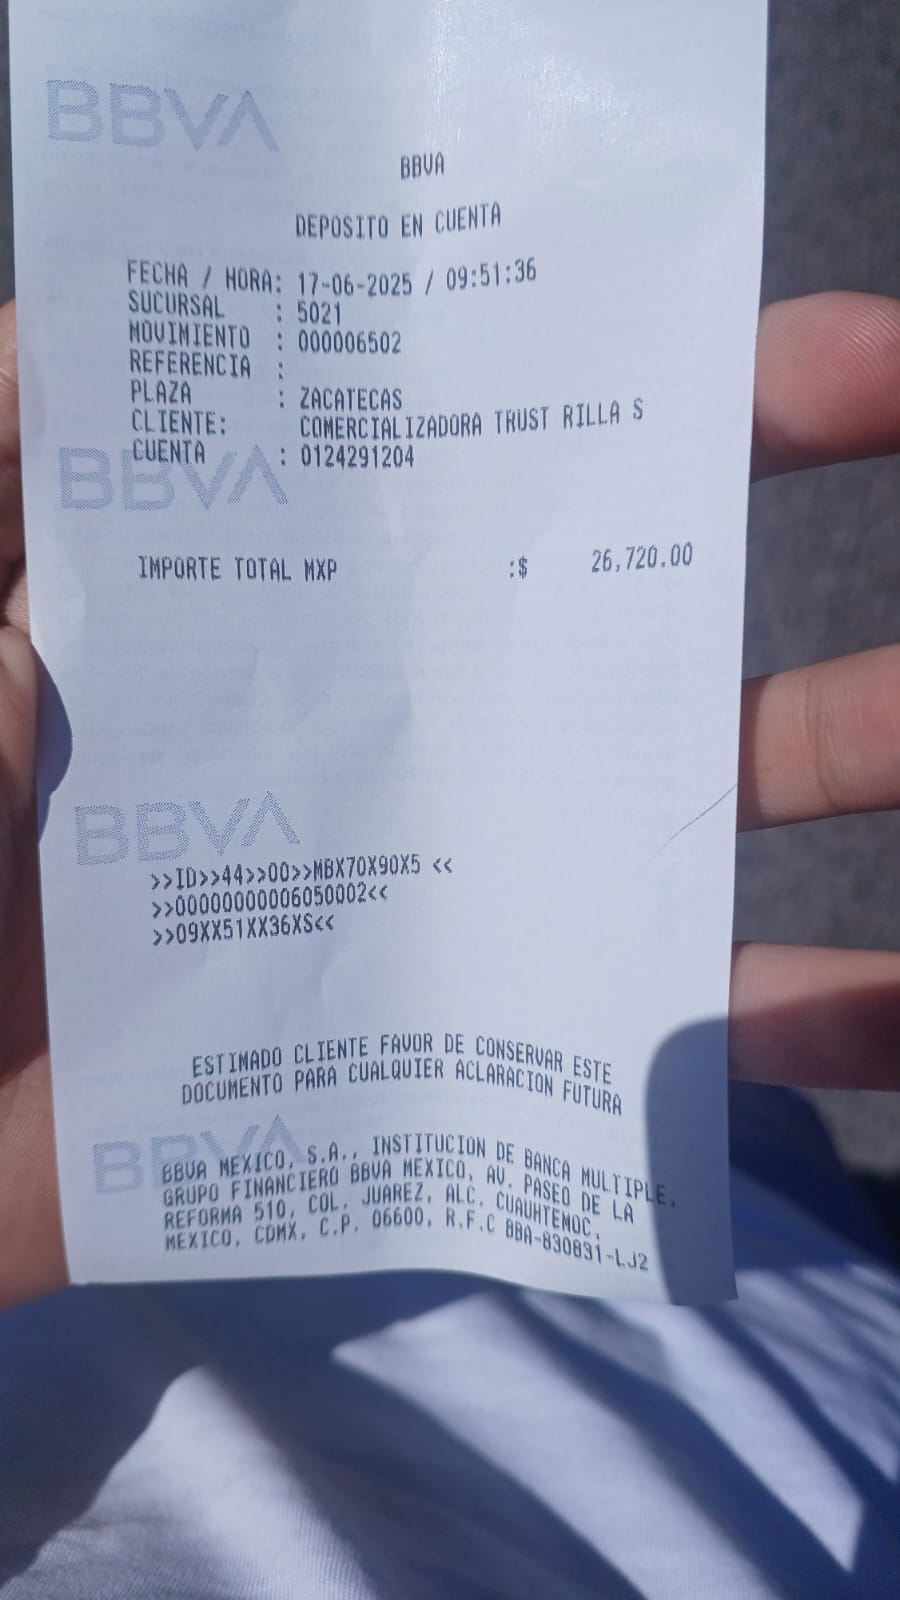 BBVA
BBVA
DEPOSITO EN CUENTA
FECHA / HORA: 17-06-2025 / 09:51:36
SUCURSAL : 5021
MOVIMIENTO : 000006502
REFERENCIA :
PLAZA : ZACATECAS
CLIENTE: COMERCIALIZADORA TRUST RILLA S
CUENTA : 0124291204
BBVA
IMPORTE TOTAL MXP :$ 26,720.00
BBVA
>>ID>>44>>00>>MBX70X90X5 <<
>>00000000006050002<<
>>09XX51XX36XS<<
ESTIMADO CLIENTE FAVOR DE CONSERVAR ESTE
DOCUMENTO PARA CUALQUIER ACLARACION FUTURA
BBVA
BBVA MEXICO, S.A., INSTITUCION DE BANCA MULTIPLE,
GRUPO FINANCIERO BBVA MEXICO, AV. PASEO DE LA
REFORMA 510, COL. JUAREZ, ALC. CUAUHTEMOC,
MEXICO, CDMX, C.P. 06600, R.F.C BBA-830831-LJ2